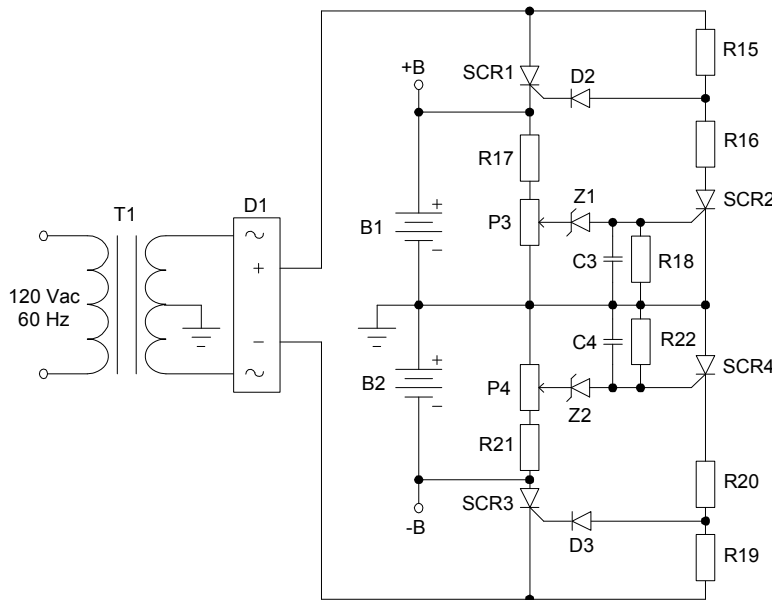 R15
SCR1
D2
+B
R16
R17
T1
D1
Z1
SCR2
B1
+
P3
~
+
C3
R18
-
120 Vac
60 Hz
-
+
C4
R22
B2
P4
SCR4
~
-
Z2
R21
R20
SCR3
-B
D3
R19